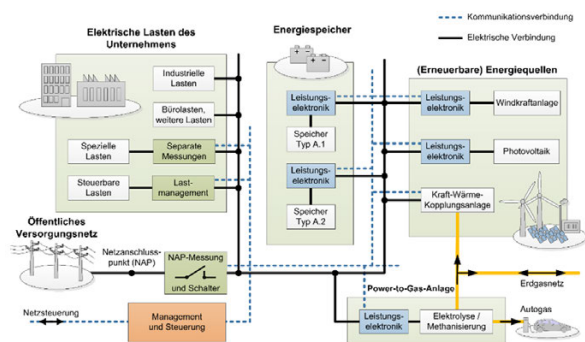 Kommunikationsverbindung
Elektrische Verbindung
Elektrische Lasten des
Unternehmens
Industrielle
Lasten
Bürolasten,
weitere Lasten
Spezielle
Lasten
Separate
Messungen
Steuerbare
Lasten
Last-
management
Energiespeicher
Leistungs-
elektronik
Speicher
Typ A.1
Leistungs-
elektronik
Speicher
Typ A.2
(Erneuerbare) Energiequellen
Leistungs-
elektronik
Windkraftanlage
Leistungs-
elektronik
Photovoltaik
Kraft-Wärme-
Kopplungsanlage
Öffentliches
Versorgungsnetz
Netzanschluss-
punkt (NAP)
NAP-Messung
und Schalter
Netzsteuerung
Management
und Steuerung
Power-to-Gas-Anlage
Leistungs-
elektronik
Elektrolyse /
Methanisierung
Erdgasnetz
Autogas